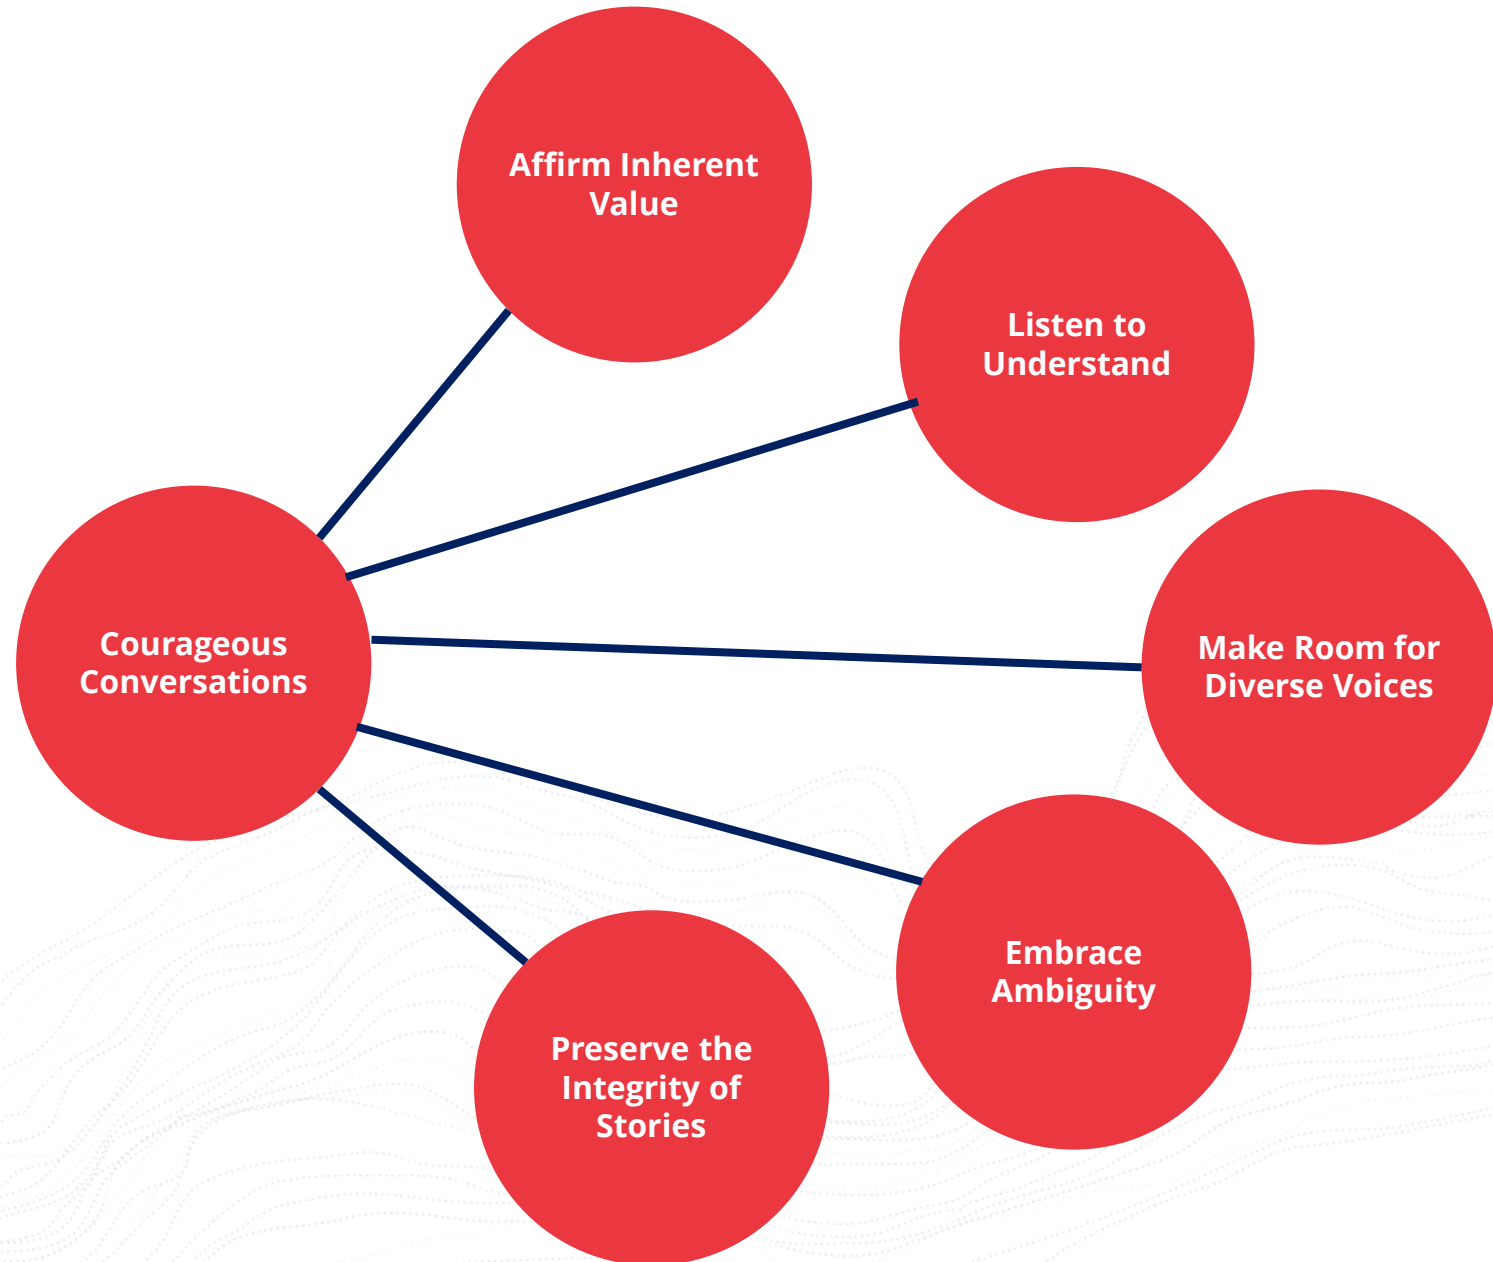 Affirm Inherent
Value
Listen to
Understand
Courageous
Conversations
Make Room for
Diverse Voices
Embrace
Ambiguity
Preserve the
Integrity of
Stories